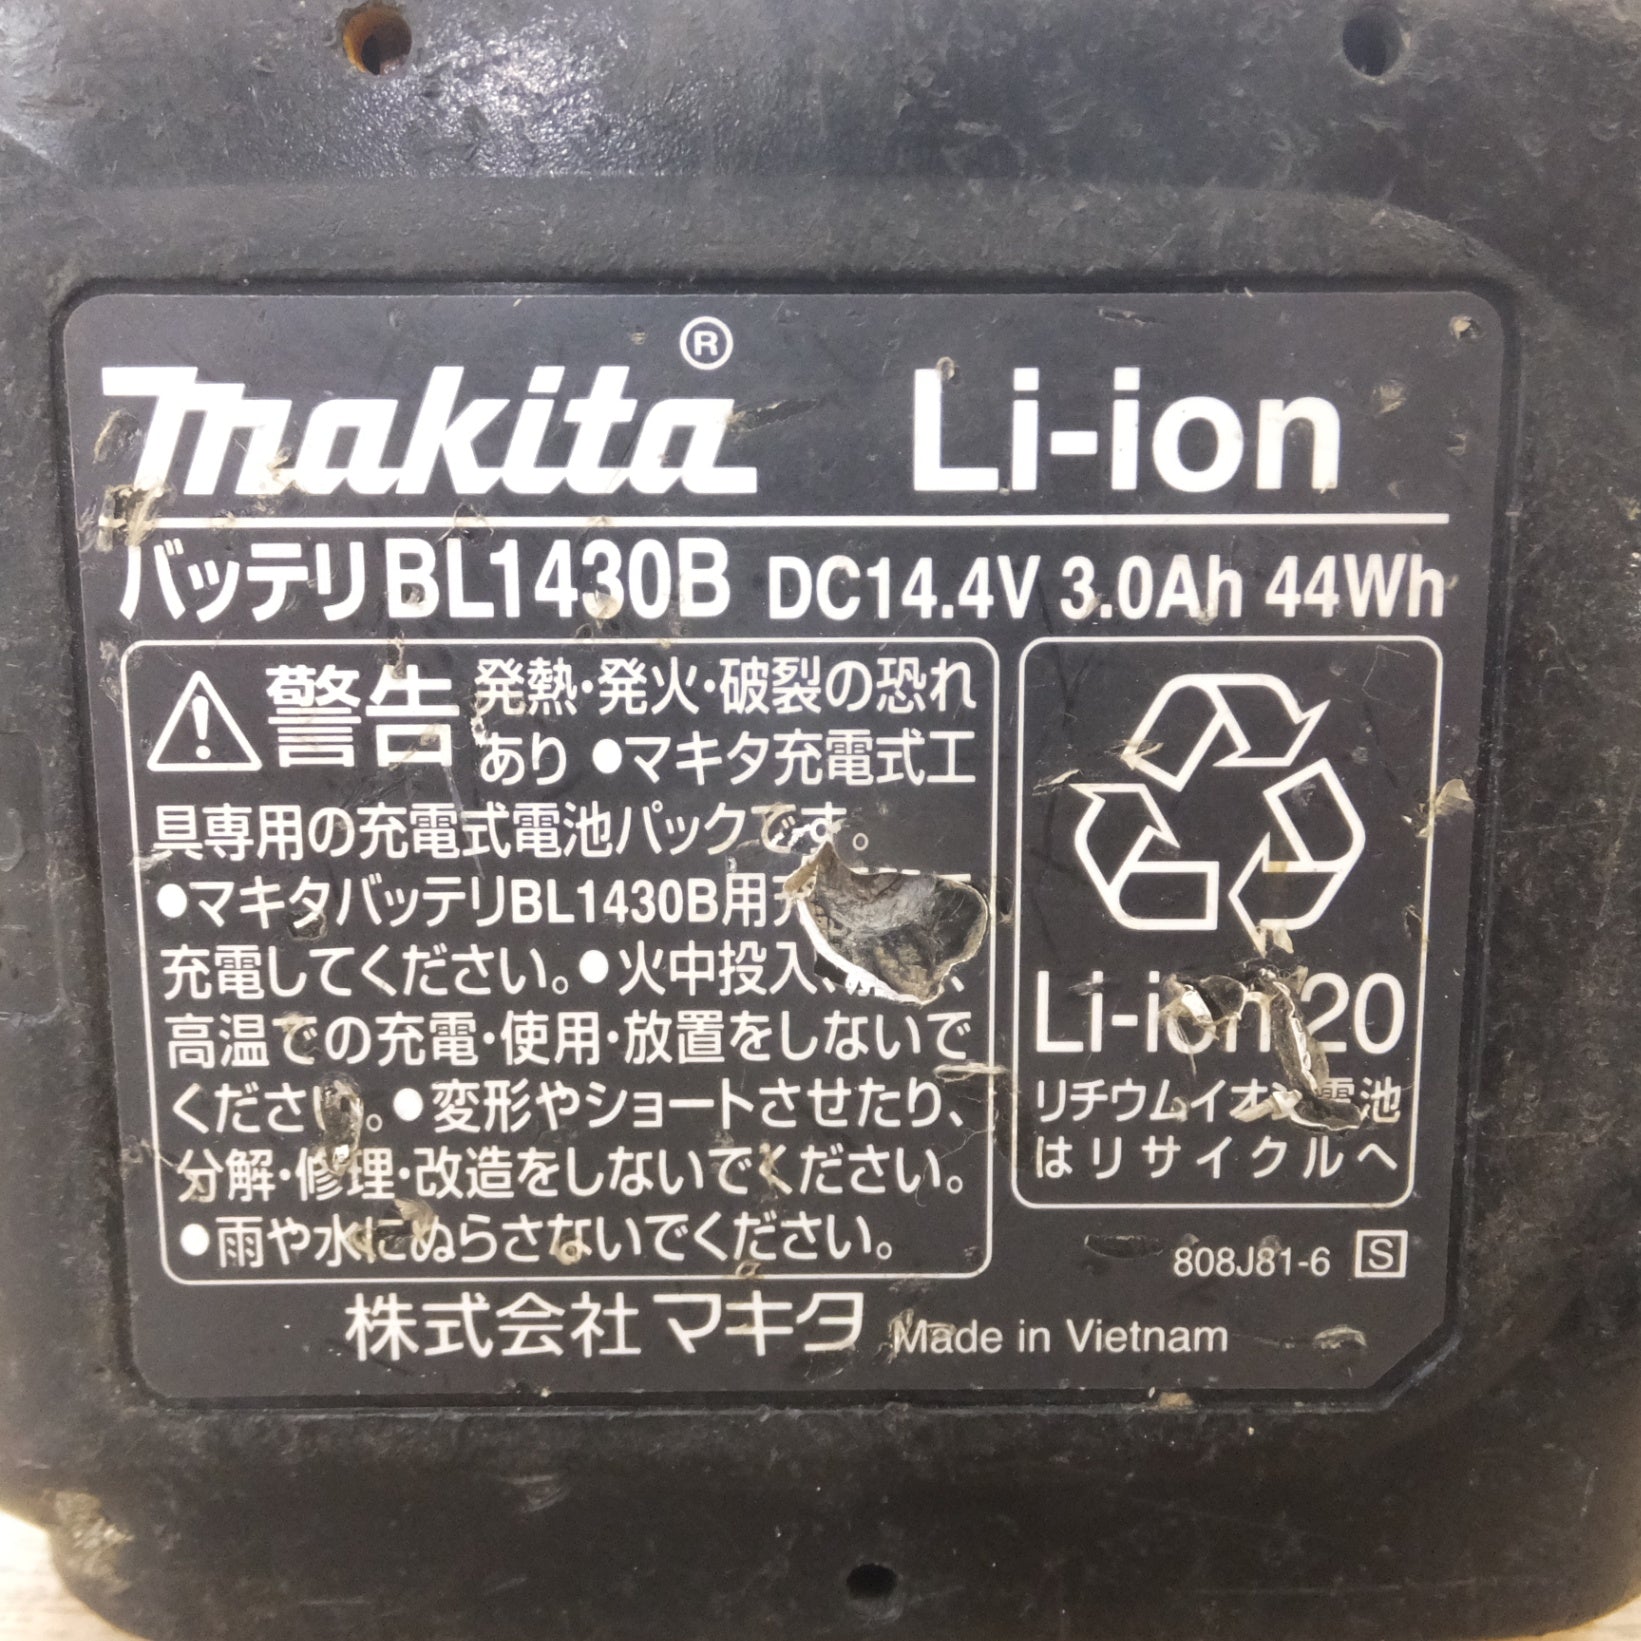 makita® Li-ion
バッテリBL1430B DC14.4V 3.0Ah 44Wh
警告 発熱・発火・破裂の恐れ
あり ●マキタ充電式工
具専用の充電式電池パックです。
●マキタバッテリBL1430B用
充電してください。●火中投入、
高温での充電・使用・放置をしないで
ください。●変形やショートさせたり、
分解・修理・改造をしないでください。
●雨や水にぬらさないでください。
Li-ion 20
リチウムイオン電池
はリサイクルへ
808J81-6 S
株式会社マキタ Made in Vietnam